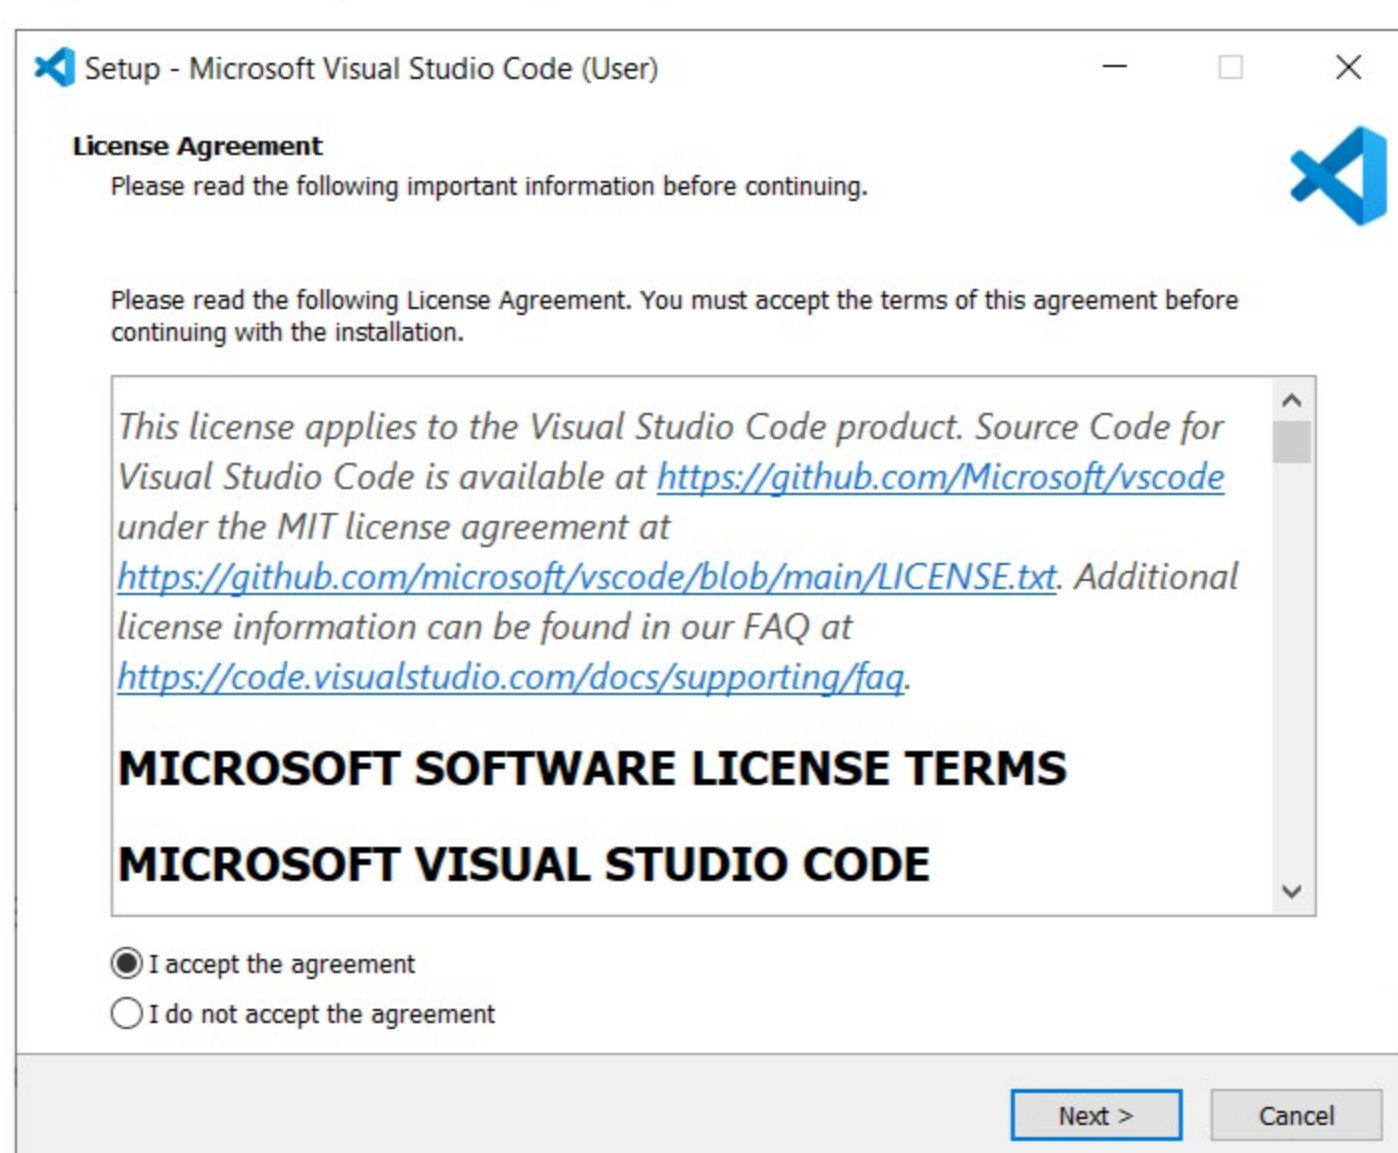 Setup - Microsoft Visual Studio Code (User)
License Agreement
Please read the following important information before continuing.
Please read the following License Agreement. You must accept the terms of this agreement before
continuing with the installation.
This license applies to the Visual Studio Code product. Source Code for
Visual Studio Code is available at https://github.com/Microsoft/vscode
under the MIT license agreement at
https://github.com/microsoft/vscode/blob/main/LICENSE.txt. Additional
license information can be found in our FAQ at
https://code.visualstudio.com/docs/supporting/faq.
MICROSOFT SOFTWARE LICENSE TERMS
MICROSOFT VISUAL STUDIO CODE
I accept the agreement
I do not accept the agreement
Next > Cancel